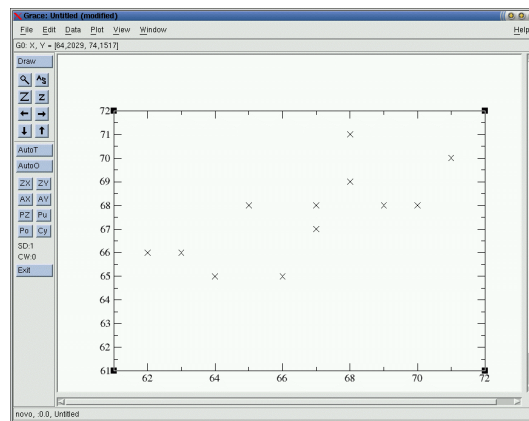 Grace: Untitled (modified)
File Edit Data Plot View Window Help
G0: X, Y = [64,2029, 74,1517]
Draw
A S
Z z
AutoT
AutoO
ZX ZY
AX AY
PZ Pu
Po Cy
SD:1
CW:0
Exit
72
71
70
69
68
67
66
65
64
63
62
61
62 64 66 68 70 72
novo, :0.0, Untitled